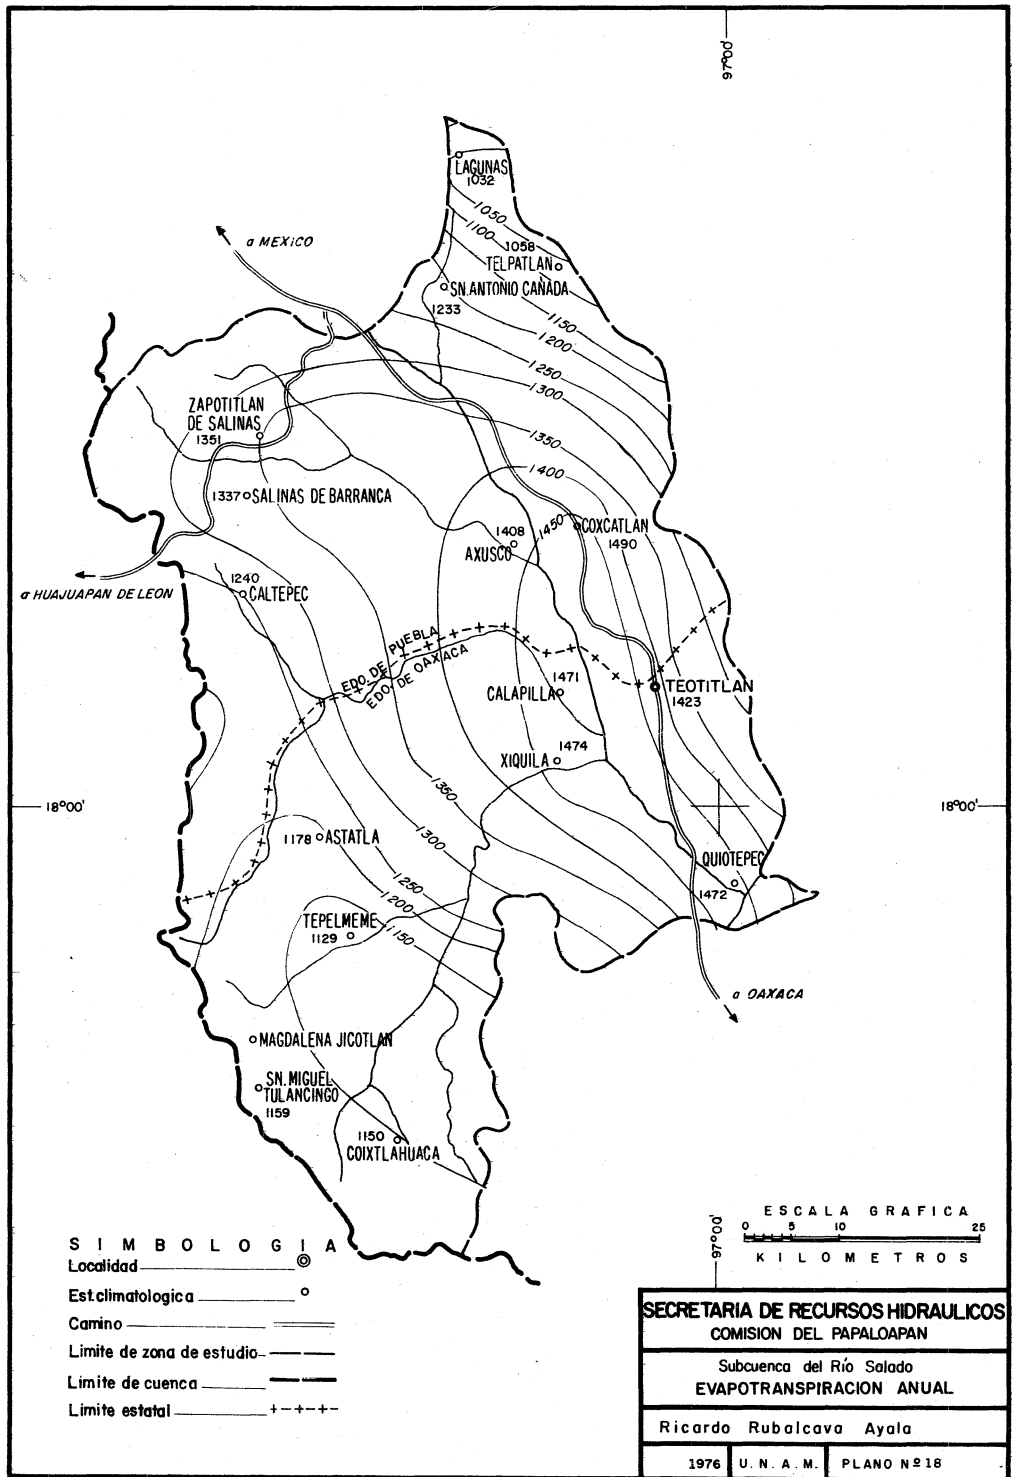 97°00'
LAGUNAS
1032
1050
1100
a MEXICO
1058
TELPATLAN
SN. ANTONIO CAÑADA
1233
1150
1200
1250
1300
ZAPOTITLAN
DE SALINAS
1351
1350
1400
1337 SALINAS DE BARRANCA
1450
COXCATLAN
1490
1408
AXUSCO
1240
CALTEPEC
a HUAJUAPAN DE LEON
EDO. DE PUEBLA
EDO. DE OAXACA
1471
CALAPILLA
TEOTITLAN
1423
1474
XIQUILA
18°00'
18°00'
1350
1300
1178 ASTATLA
QUIOTEPEC
1472
1250
1200
1150
TEPELMEME
1129
a OAXACA
MAGDALENA JICOTLAN
SN. MIGUEL
TULANCINGO
1159
1150
COIXTLAHUACA
97°00'
ESCALA GRAFICA
0 5 10 25
KILOMETROS
SIMBOLOGIA
Localidad
Est.climatologica
Camino
Limite de zona de estudio
Limite de cuenca
Limite estatal
SECRETARIA DE RECURSOS HIDRAULICOS
COMISION DEL PAPALOAPAN
Subcuenca del Río Salado
EVAPOTRANSPIRACION ANUAL
Ricardo Rubalcava Ayala
1976 U.N.A.M. PLANO Nº 18